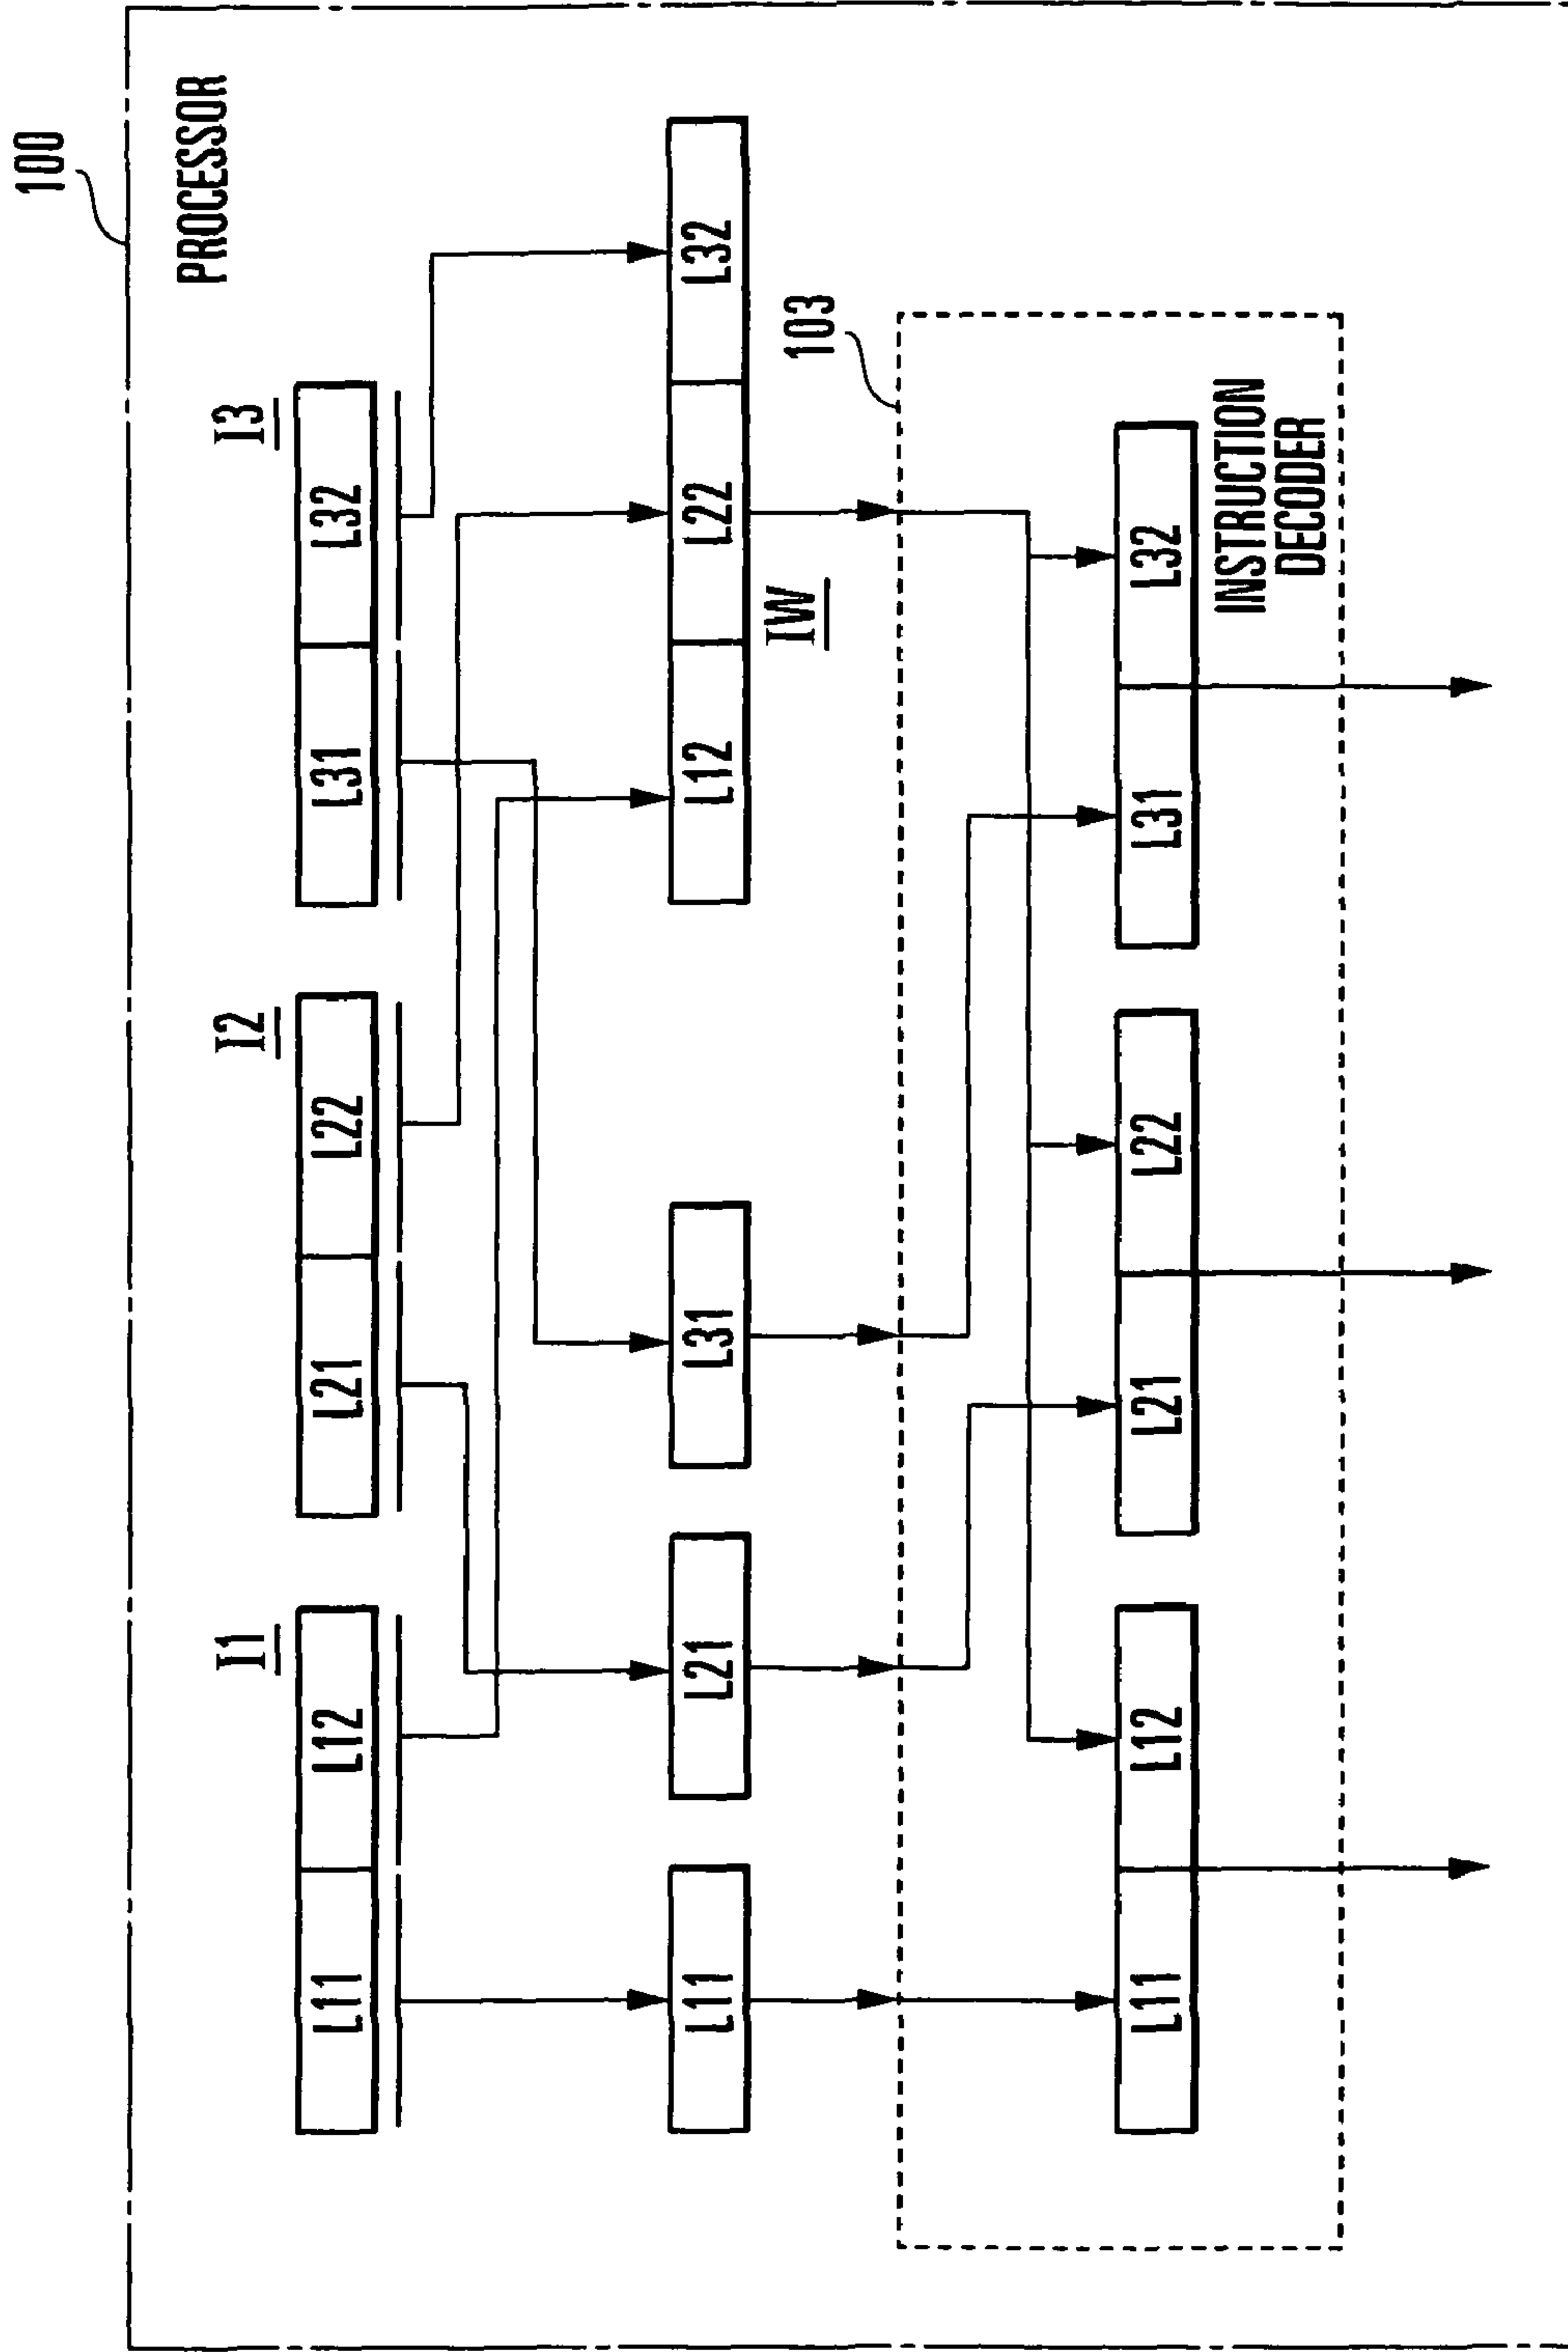 100
PROCESSOR
I1
I2
I3
L11
L12
L21
L22
L31
L32
L11
L21
L31
L12
L22
L32
IW
103
L11
L12
L21
L22
L31
L32
INSTRUCTION
DECODER